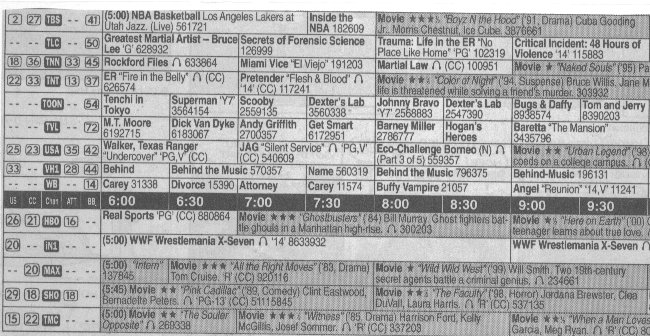 2 27 TBS -- 41 (5:00) NBA Basketball Los Angeles Lakers at Inside the Movie ★★★½ "Boyz N the Hood" ('91, Drama) Cuba Gooding
Utah Jazz. (Live) 561721 NBA 182609 Jr., Morris Chestnut, Ice Cube. 3876661
-- -- TLC -- 50 Greatest Martial Artist – Bruce Secrets of Forensic Science Trauma: Life in the ER "No Critical Incident: 48 Hours of
Lee 'G' 628932 126999 Place Like Home" 'PG' 102319 Violence '14' 115883
18 36 TNN 33 45 Rockford Files 633864 Miami Vice "El Viejo" 191203 Martial Law (CC) 100951 Movie ★ "Naked Souls" ('95) Pa
22 33 TNT 13 37 ER "Fire in the Belly" (CC) Pretender "Flesh & Blood" Movie "Color of Night" ('94, Suspense) Bruce Willis, Jane M
626574 '14' (CC) 117241 life is threatened while solving a friend's murder. 303932
-- -- TOON -- 54 Tenchi in Superman 'Y7' Scooby Dexter's Lab Johnny Bravo Dexter's Lab Bugs & Daffy Tom and Jerry
Tokyo 3564154 2559135 3560338 'Y7' 2568883 2547390 8938574 8390203
-- -- TVL -- 72 M.T. Moore Dick Van Dyke Andy Griffith Get Smart Barney Miller Hogan's Baretta "The Mansion"
6192715 6183067 2700357 6172951 2786777 Heroes 3435796
25 23 USA 35 42 Walker, Texas Ranger JAG "Silent Service" 'PG,V' Eco-Challenge Borneo (N) Movie ★★ "Urban Legend" ('98)
"Undercover" 'PG,V' (CC) (CC) 540609 (Part 3 of 5) 559357 coeds on a college campus. (C
33 -- VH1 28 44 Behind Behind the Music 570357 Name 560319 Behind the Music 796375 Behind-Music 196131
-- -- WB -- 14 Carey 31338 Divorce 15390 Attorney Carey 11574 Buffy Vampire 21057 Angel "Reunion" '14,V' 11241
US CC Chan ATT BB 6:00 6:30 7:00 7:30 8:00 8:30 9:00 9:30
26 21 HBO 16 -- Real Sports 'PG' (CC) 880864 Movie ★★★ "Ghostbusters" ('84) Bill Murray. Ghost fighters bat- Movie ★½ "Here on Earth" ('00) C
tle ghouls in a Manhattan high-rise. 300203 teenager learns about true love.
20 -- IN1 -- -- (5:00) WWF Wrestlemania X-Seven '14' 8633932 WWF Wrestlemania X-Seven
-- 20 MAX -- -- (5:00) "Intern" Movie ★★★ "All the Right Moves" ('83, Drama) Movie ★ "Wild Wild West" ('99) Will Smith. Two 19th-century
137845 Tom Cruise. 'R' (CC) 920116 secret agents battle a criminal genius. 234661
29 18 SHO 18 -- (5:45) Movie ★★ "Pink Cadillac" ('89, Comedy) Clint Eastwood, Movie ★★½ "The Faculty" ('98, Horror) Jordana Brewster, Clea
Bernadette Peters. 'PG-13 (CC) 51115845 DuVall, Laura Harris. 'R' (CC) 537135
15 22 TMC -- -- (5:00) Movie ★★ "The Souler Movie ★★★½ "Witness" ('85, Drama) Harrison Ford, Kelly Movie ★★½ "When a Man Loves
Opposite" 269338 McGillis, Josef Sommer. 'R' (CC) 337203 Garcia, Meg Ryan. 'R' (CC)